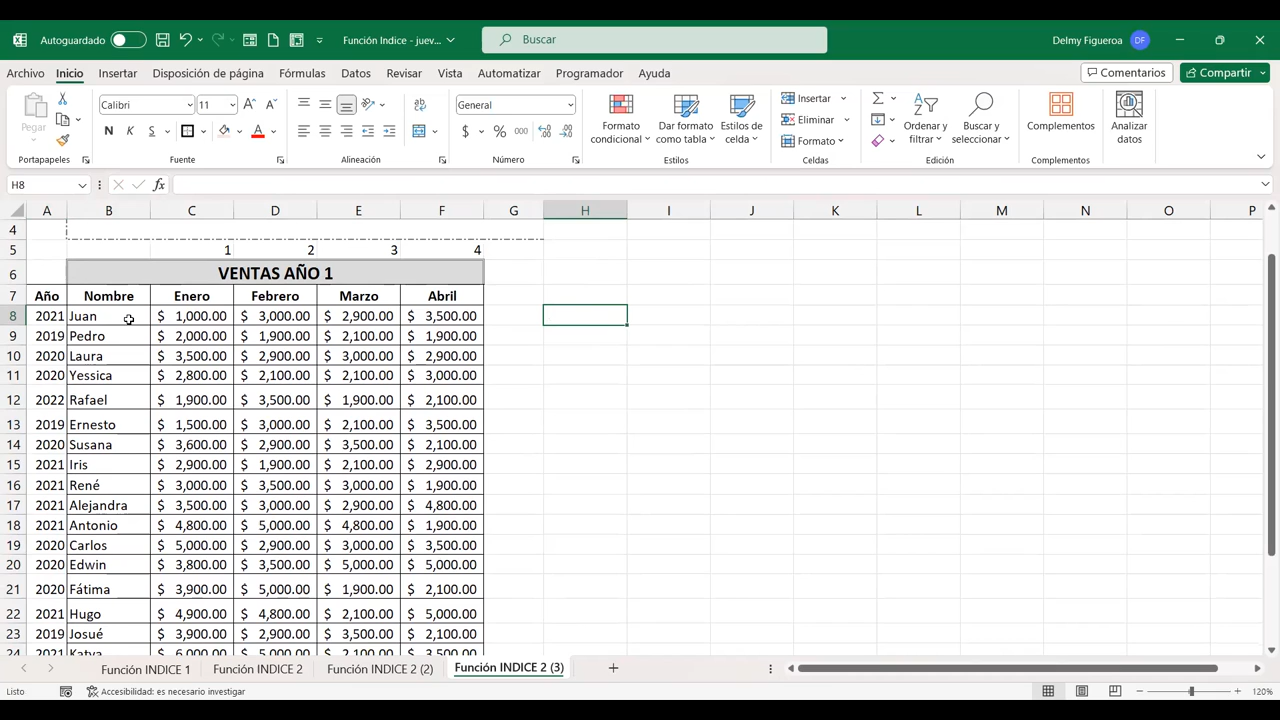 Autoguardado
Función Indice - juev...
Buscar
Delmy Figueroa DF
Archivo Inicio Insertar Disposición de página Fórmulas Datos Revisar Vista Automatizar Programador Ayuda Comentarios Compartir
Pegar
Portapapeles
Calibri 11
N K S
Fuente
Alineación
General
$ % 000
Número
Formato condicional
Dar formato como tabla
Estilos de celda
Estilos
Insertar
Eliminar
Formato
Celdas
Ordenar y filtrar
Buscar y seleccionar
Edición
Complementos
Complementos
Analizar datos
H8 fx
A B C D E F G H I J K L M N O P
4
5 1 2 3 4
6 VENTAS AÑO 1
7 Año Nombre Enero Febrero Marzo Abril
8 2021 Juan $ 1,000.00 $ 3,000.00 $ 2,900.00 $ 3,500.00
9 2019 Pedro $ 2,000.00 $ 1,900.00 $ 2,100.00 $ 1,900.00
10 2020 Laura $ 3,500.00 $ 2,900.00 $ 3,000.00 $ 2,900.00
11 2020 Yessica $ 2,800.00 $ 2,100.00 $ 2,100.00 $ 3,000.00
12 2022 Rafael $ 1,900.00 $ 3,500.00 $ 1,900.00 $ 2,100.00
13 2019 Ernesto $ 1,500.00 $ 3,000.00 $ 2,100.00 $ 3,500.00
14 2020 Susana $ 3,600.00 $ 2,900.00 $ 3,500.00 $ 2,100.00
15 2021 Iris $ 2,900.00 $ 1,900.00 $ 2,100.00 $ 2,900.00
16 2021 René $ 3,000.00 $ 3,500.00 $ 3,000.00 $ 1,900.00
17 2021 Alejandra $ 3,500.00 $ 3,000.00 $ 2,900.00 $ 4,800.00
18 2021 Antonio $ 4,800.00 $ 5,000.00 $ 4,800.00 $ 1,900.00
19 2020 Carlos $ 5,000.00 $ 2,900.00 $ 3,000.00 $ 3,500.00
20 2020 Edwin $ 3,800.00 $ 3,500.00 $ 5,000.00 $ 5,000.00
21 2020 Fátima $ 3,900.00 $ 5,000.00 $ 1,900.00 $ 2,100.00
22 2021 Hugo $ 4,900.00 $ 4,800.00 $ 2,100.00 $ 5,000.00
23 2019 Josué $ 3,900.00 $ 2,900.00 $ 3,500.00 $ 2,100.00
24 2021 Katya $ 6,000.00 $ 5,000.00 $ 2,100.00 $ 3,500.00
Función INDICE 1 Función INDICE 2 Función INDICE 2 (2) Función INDICE 2 (3)
Listo Accesibilidad: es necesario investigar 120%